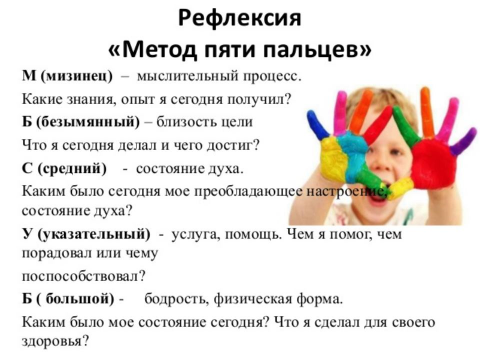 Рефлексия
«Метод пяти пальцев»
М (мизинец) – мыслительный процесс.
Какие знания, опыт я сегодня получил?
Б (безымянный) – близость цели
Что я сегодня делал и чего достиг?
С (средний) - состояние духа.
Каким было сегодня мое преобладающее настроение,
состояние духа?
У (указательный) - услуга, помощь. Чем я помог, чем
порадовал или чему
поспособствовал?
Б ( большой) - бодрость, физическая форма.
Каким было мое состояние сегодня? Что я сделал для своего
здоровья?